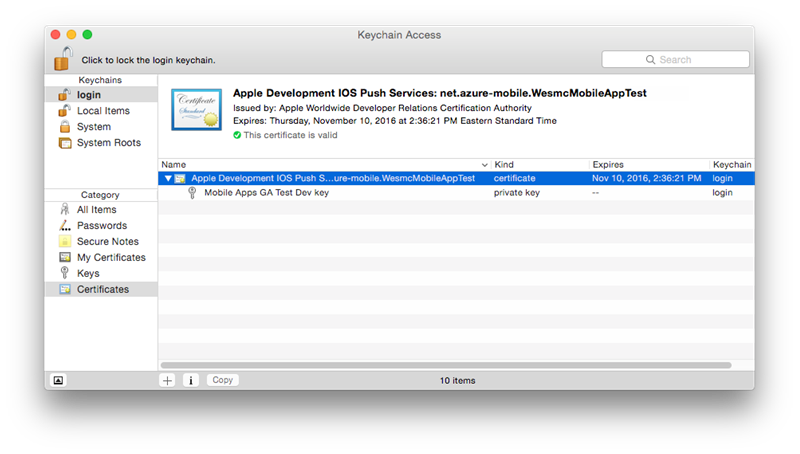 Keychain Access
Click to lock the login keychain.
Search
Keychains
login
Local Items
System
System Roots
Category
All Items
Passwords
Secure Notes
My Certificates
Keys
Certificates
Certificate
Standard
Apple Development IOS Push Services: net.azure-mobile.WesmcMobileAppTest
Issued by: Apple Worldwide Developer Relations Certification Authority
Expires: Thursday, November 10, 2016 at 2:36:21 PM Eastern Standard Time
This certificate is valid
Name Kind Expires Keychain
Apple Development IOS Push S...ure-mobile.WesmcMobileAppTest certificate Nov 10, 2016, 2:36:21 PM login
Mobile Apps GA Test Dev key private key -- login
Copy
10 items